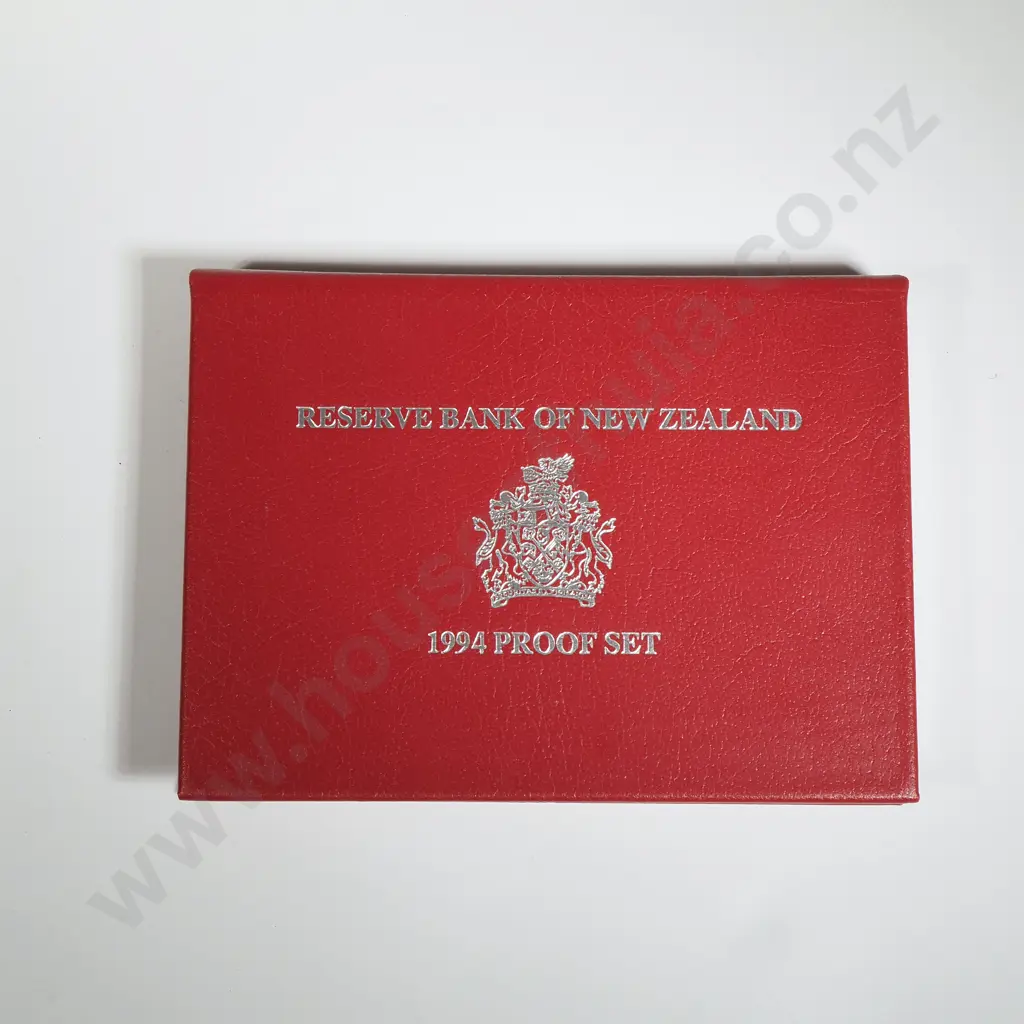 RESERVE BANK OF NEW ZEALAND
1994 PROOF SET